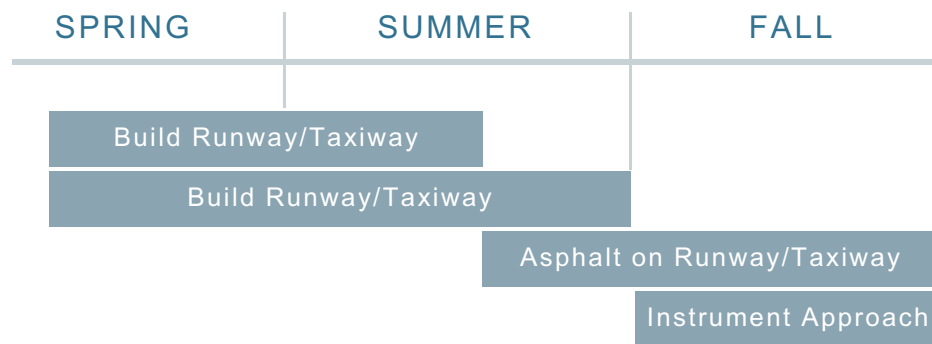 SPRING SUMMER FALL
Build Runway/Taxiway
Build Runway/Taxiway
Asphalt on Runway/Taxiway
Instrument Approach